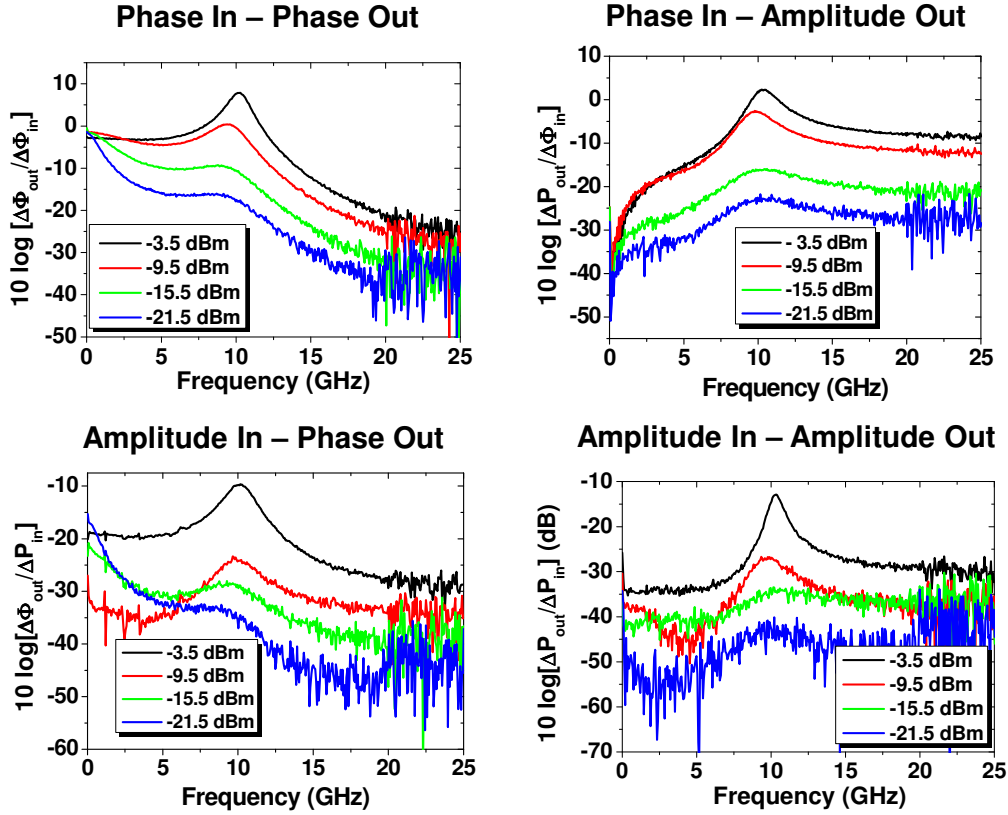 Phase In – Phase Out
10 log [ΔΦout/ΔΦin]
10
0
-10
-20
-30
-40
-50
-3.5 dBm
-9.5 dBm
-15.5 dBm
-21.5 dBm
0 5 10 15 20 25
Frequency (GHz)
Phase In – Amplitude Out
10 log [ΔPout/ΔΦin]
10
0
-10
-20
-30
-40
-50
- 3.5 dBm
-9.5 dBm
-15.5 dBm
-21.5 dBm
0 5 10 15 20 25
Frequency (GHz)
Amplitude In – Phase Out
10 log[ΔΦout/ΔPin]
-10
-20
-30
-40
-50
-60
-3.5 dBm
-9.5 dBm
-15.5 dBm
-21.5 dBm
0 5 10 15 20 25
Frequency (GHz)
Amplitude In – Amplitude Out
10 log[ΔPout/ΔPin] (dB)
-10
-20
-30
-40
-50
-60
-70
-3.5 dBm
-9.5 dBm
-15.5 dBm
-21.5 dBm
0 5 10 15 20 25
Frequency (GHz)